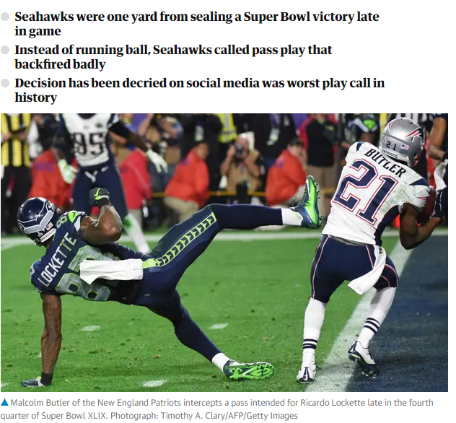 Seahawks were one yard from sealing a Super Bowl victory late
in game
Instead of running ball, Seahawks called pass play that
backfired badly
Decision has been decried on social media was worst play call in
history
85
LOCKETTE
BUTLER
21
21
Malcolm Butler of the New England Patriots intercepts a pass intended for Ricardo Lockette late in the fourth
quarter of Super Bowl XLIX. Photograph: Timothy A. Clary/AFP/Getty Images